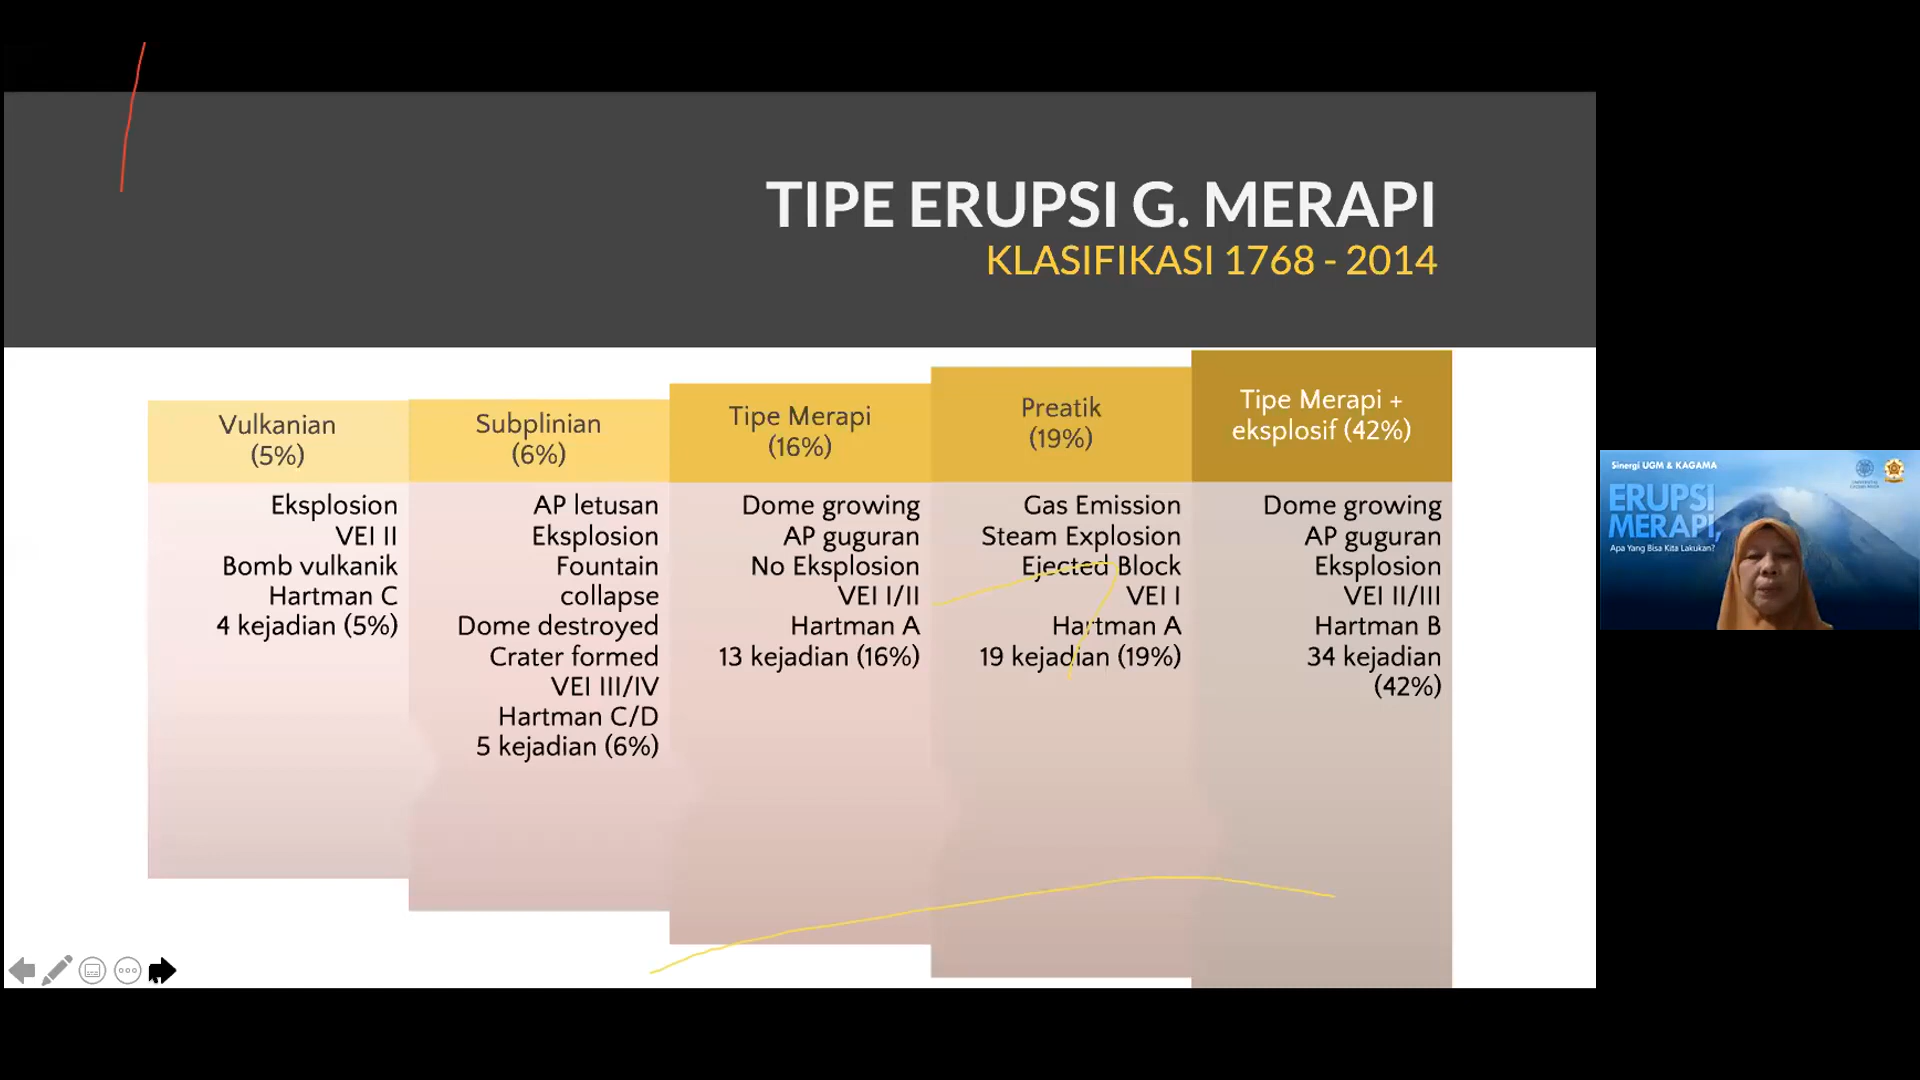 TIPE ERUPSI G. MERAPI
KLASIFIKASI 1768 - 2014
Vulkanian
(5%)
Eksplosion
VEI II
Bomb vulkanik
Hartman C
4 kejadian (5%)
Subplinian
(6%)
AP letusan
Eksplosion
Fountain
collapse
Dome destroyed
Crater formed
VEI III/IV
Hartman C/D
5 kejadian (6%)
Tipe Merapi
(16%)
Dome growing
AP guguran
No Eksplosion
VEI I/II
Hartman A
13 kejadian (16%)
Preatik
(19%)
Gas Emission
Steam Explosion
Ejected Block
VEI I
Hartman A
19 kejadian (19%)
Tipe Merapi +
eksplosif (42%)
Dome growing
AP guguran
Eksplosion
VEI II/III
Hartman B
34 kejadian
(42%)
Sinergi UGM & KAGAMA
ERUPSI
MERAPI,
Apa Yang Bisa Kita Lakukan?